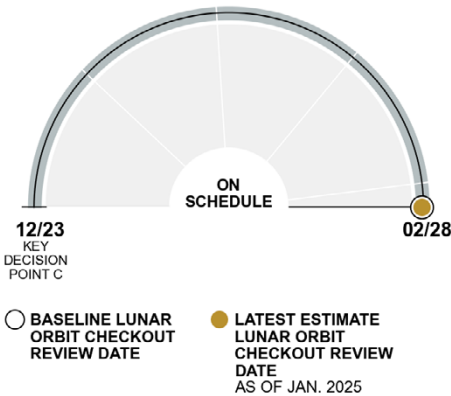 ON
SCHEDULE
12/23
KEY
DECISION
POINT C
02/28
BASELINE LUNAR
ORBIT CHECKOUT
REVIEW DATE
LATEST ESTIMATE
LUNAR ORBIT
CHECKOUT REVIEW
DATE
AS OF JAN. 2025